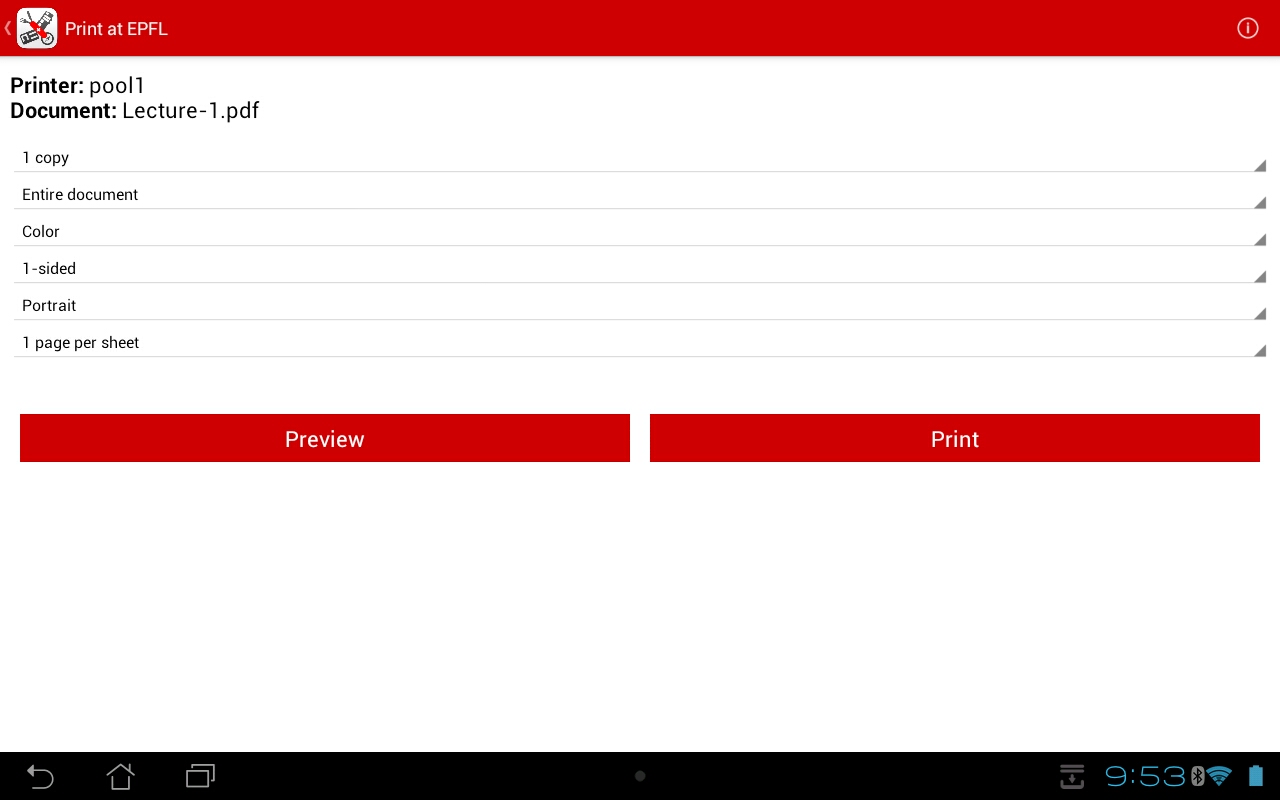 Print at EPFL
Printer: pool1
Document: Lecture-1.pdf
1 copy
Entire document
Color
1-sided
Portrait
1 page per sheet
Preview
Print
9:53